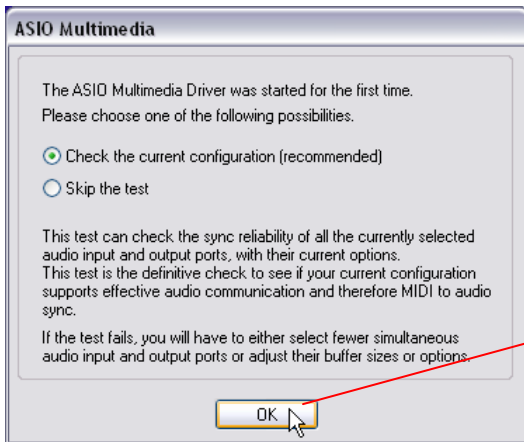 ASIO Multimedia
The ASIO Multimedia Driver was started for the first time.
Please choose one of the following possibilities.
Check the current configuration (recommended)
Skip the test
This test can check the sync reliability of all the currently selected
audio input and output ports, with their current options.
This test is the definitive check to see if your current configuration
supports effective audio communication and therefore MIDI to audio
sync.
If the test fails, you will have to either select fewer simultaneous
audio input and output ports or adjust their buffer sizes or options.
OK